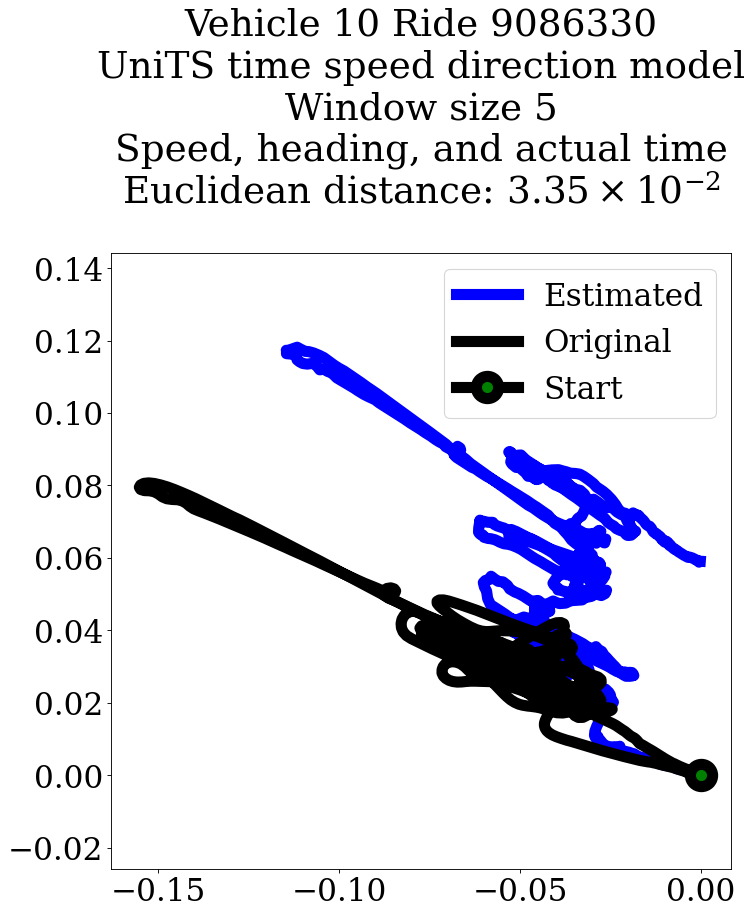 Vehicle 10 Ride 9086330
UniTS time speed direction model
Window size 5
Speed, heading, and actual time
Euclidean distance: 3.35 × 10⁻²
0.14
0.12
0.10
0.08
0.06
0.04
0.02
0.00
−0.02
Estimated
Original
Start
−0.15
−0.10
−0.05
0.00